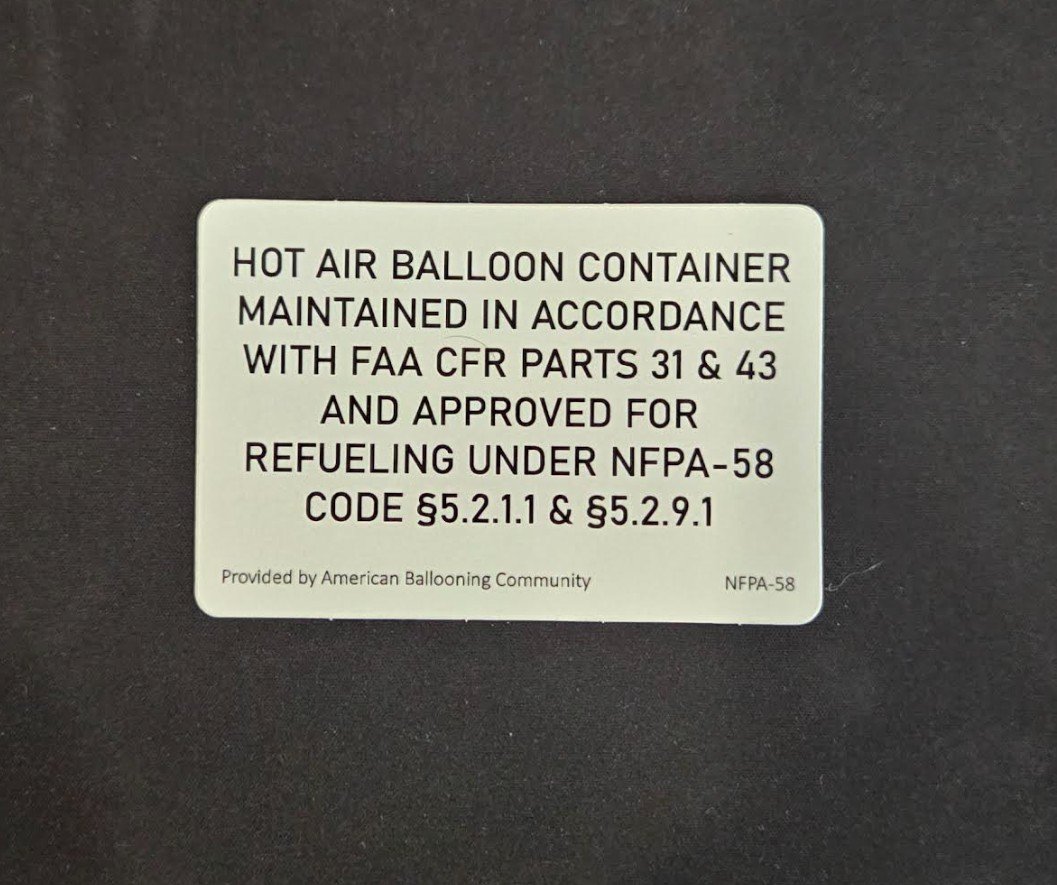 HOT AIR BALLOON CONTAINER
MAINTAINED IN ACCORDANCE
WITH FAA CFR PARTS 31 & 43
AND APPROVED FOR
REFUELING UNDER NFPA-58
CODE §5.2.1.1 & §5.2.9.1
Provided by American Ballooning Community NFPA-58